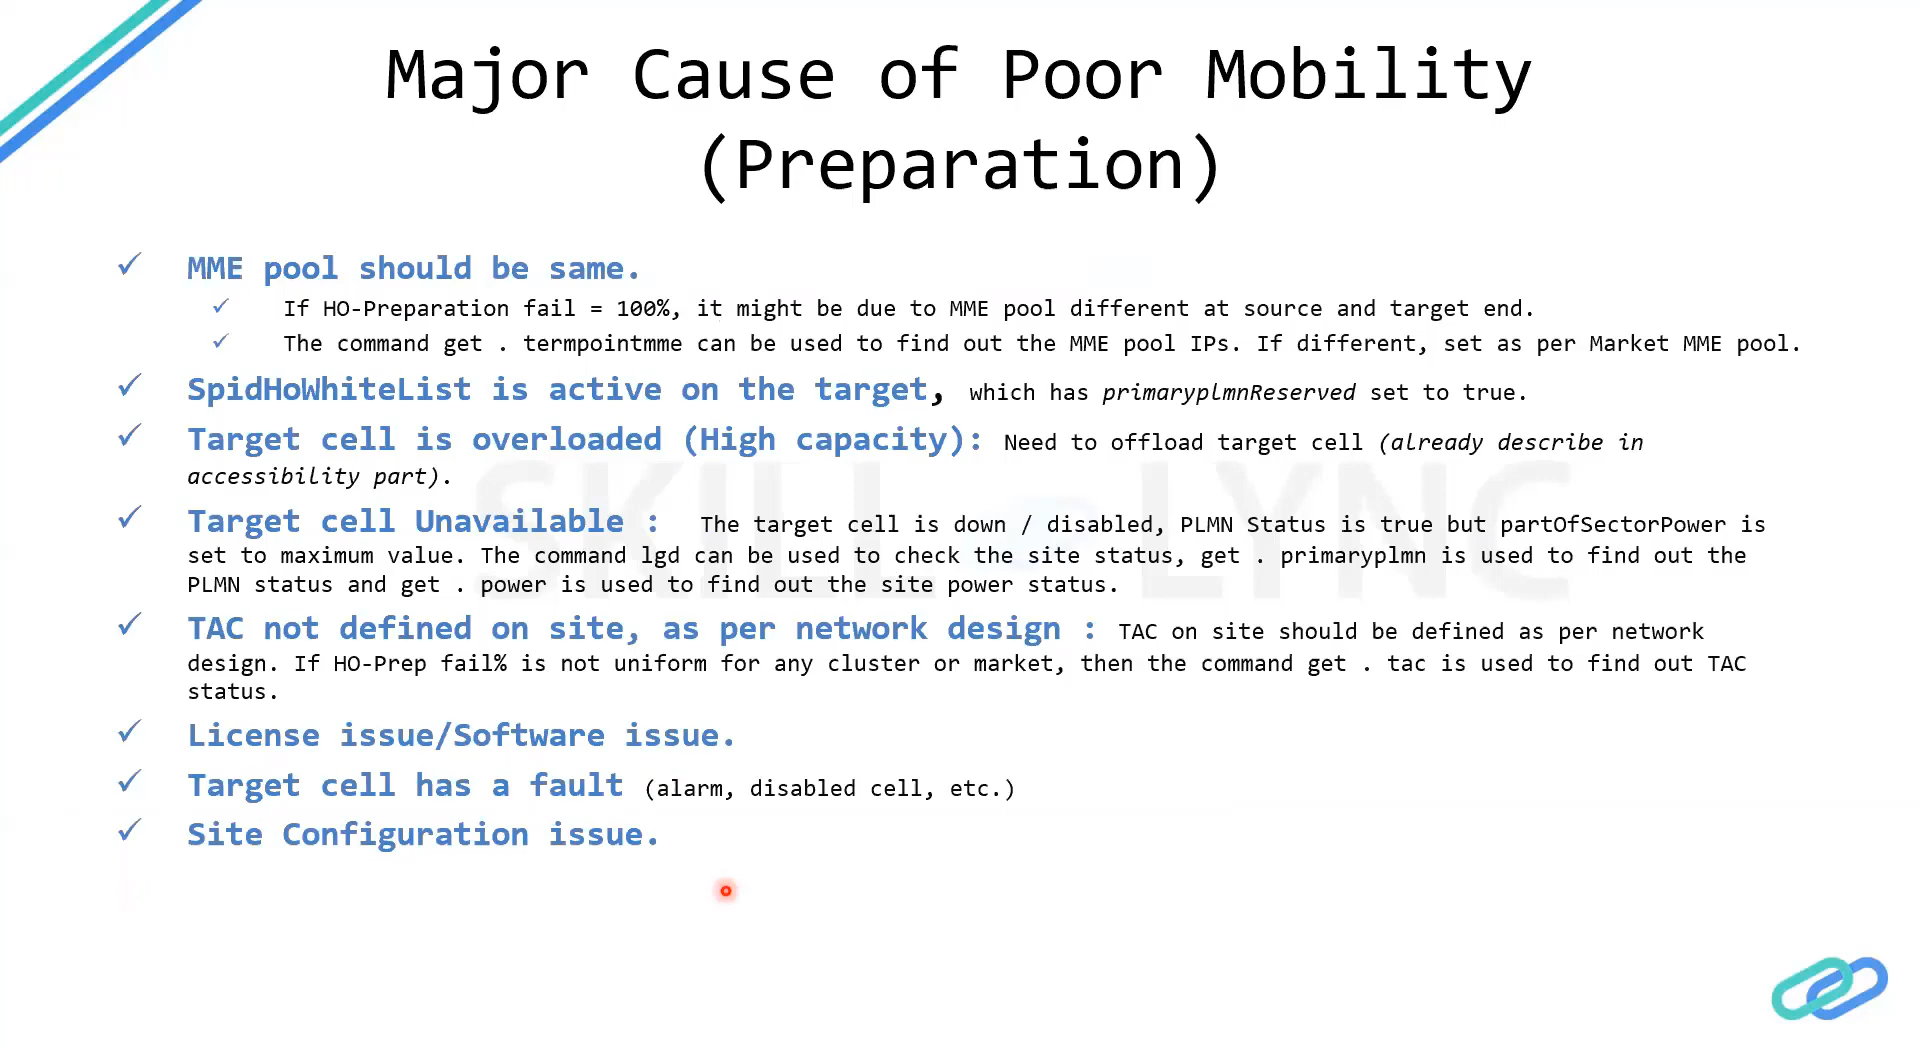 Major Cause of Poor Mobility
(Preparation)
✓ MME pool should be same.
✓ If HO-Preparation fail = 100%, it might be due to MME pool different at source and target end.
✓ The command get . termpointmme can be used to find out the MME pool IPs. If different, set as per Market MME pool.
✓ SpidHoWhiteList is active on the target, which has primaryplmnReserved set to true.
✓ Target cell is overloaded (High capacity): Need to offload target cell (already describe in
accessibility part).
✓ Target cell Unavailable : The target cell is down / disabled, PLMN Status is true but partOfSectorPower is
set to maximum value. The command lgd can be used to check the site status, get . primaryplmn is used to find out the
PLMN status and get . power is used to find out the site power status.
✓ TAC not defined on site, as per network design : TAC on site should be defined as per network
design. If HO-Prep fail% is not uniform for any cluster or market, then the command get . tac is used to find out TAC
status.
✓ License issue/Software issue.
✓ Target cell has a fault (alarm, disabled cell, etc.)
✓ Site Configuration issue.
SKILL LYNC